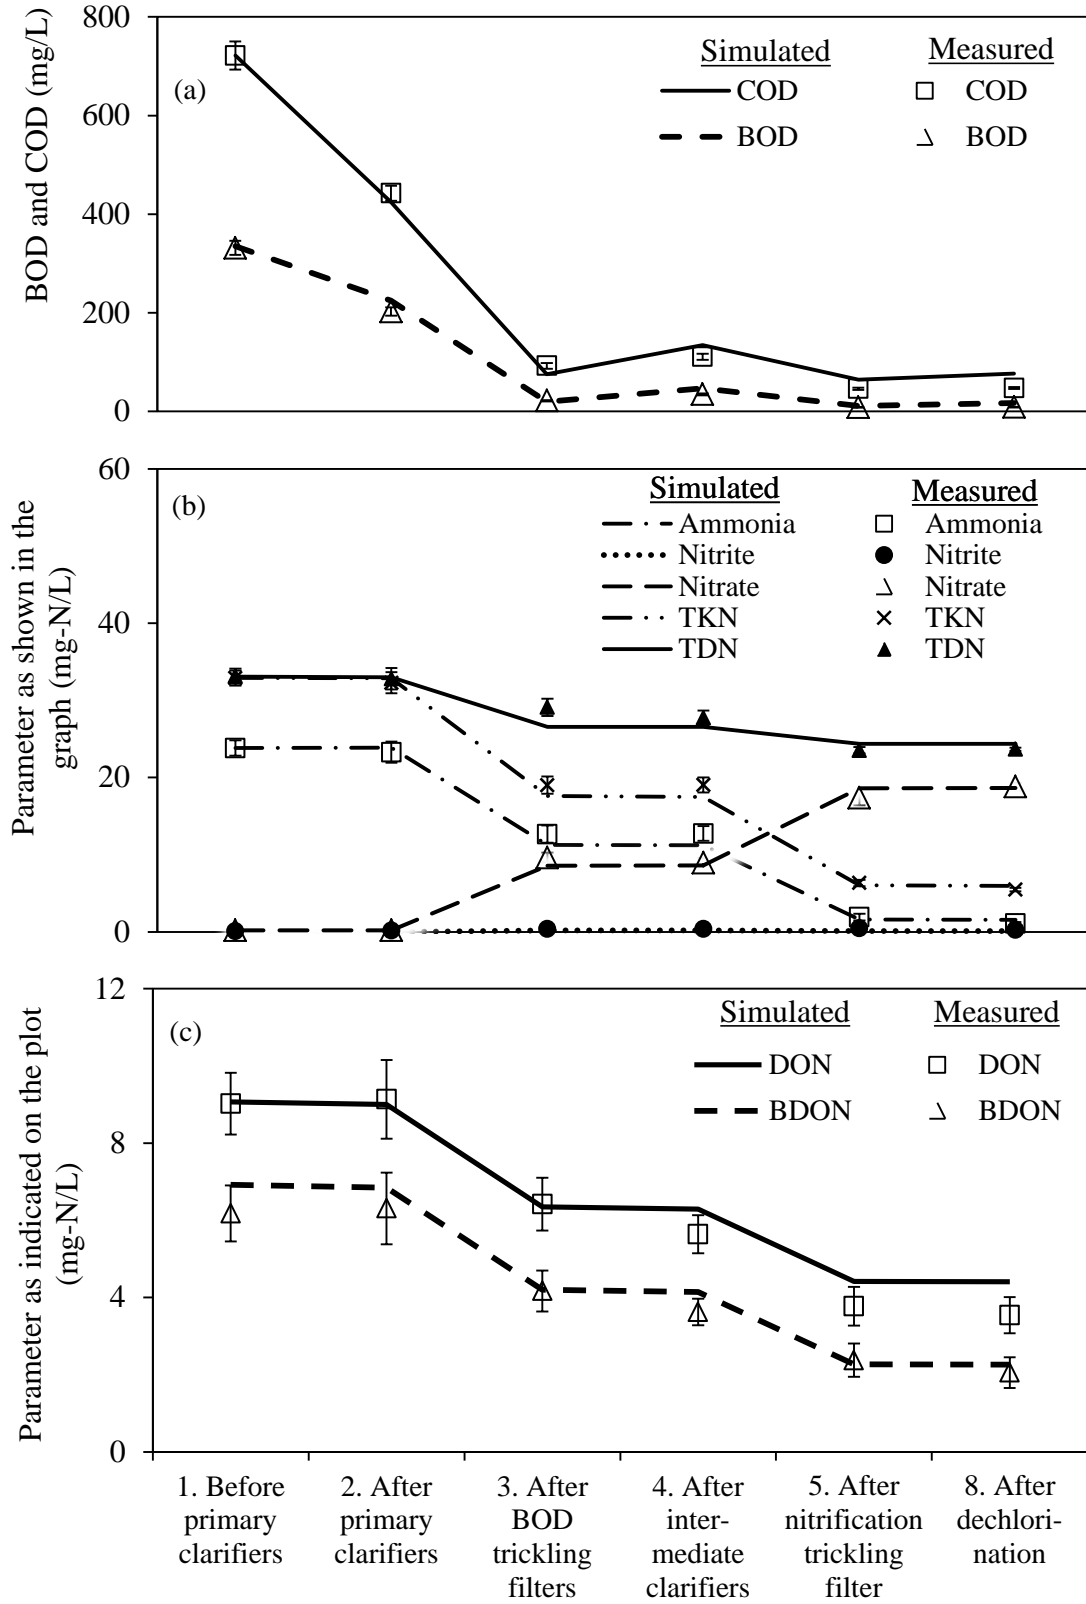 BOD and COD (mg/L)
800
600
400
200
0
(a)
Simulated Measured
COD COD
BOD BOD
Parameter as shown in the
graph (mg-N/L)
60
40
20
0
(b)
Simulated Measured
Ammonia Ammonia
Nitrite Nitrite
Nitrate Nitrate
TKN TKN
TDN TDN
Parameter as indicated on the plot
(mg-N/L)
12
8
4
0
(c)
Simulated Measured
DON DON
BDON BDON
1. Before
primary
clarifiers
2. After
primary
clarifiers
3. After
BOD
trickling
filters
4. After
inter-
mediate
clarifiers
5. After
nitrification
trickling
filter
8. After
dechlori-
nation